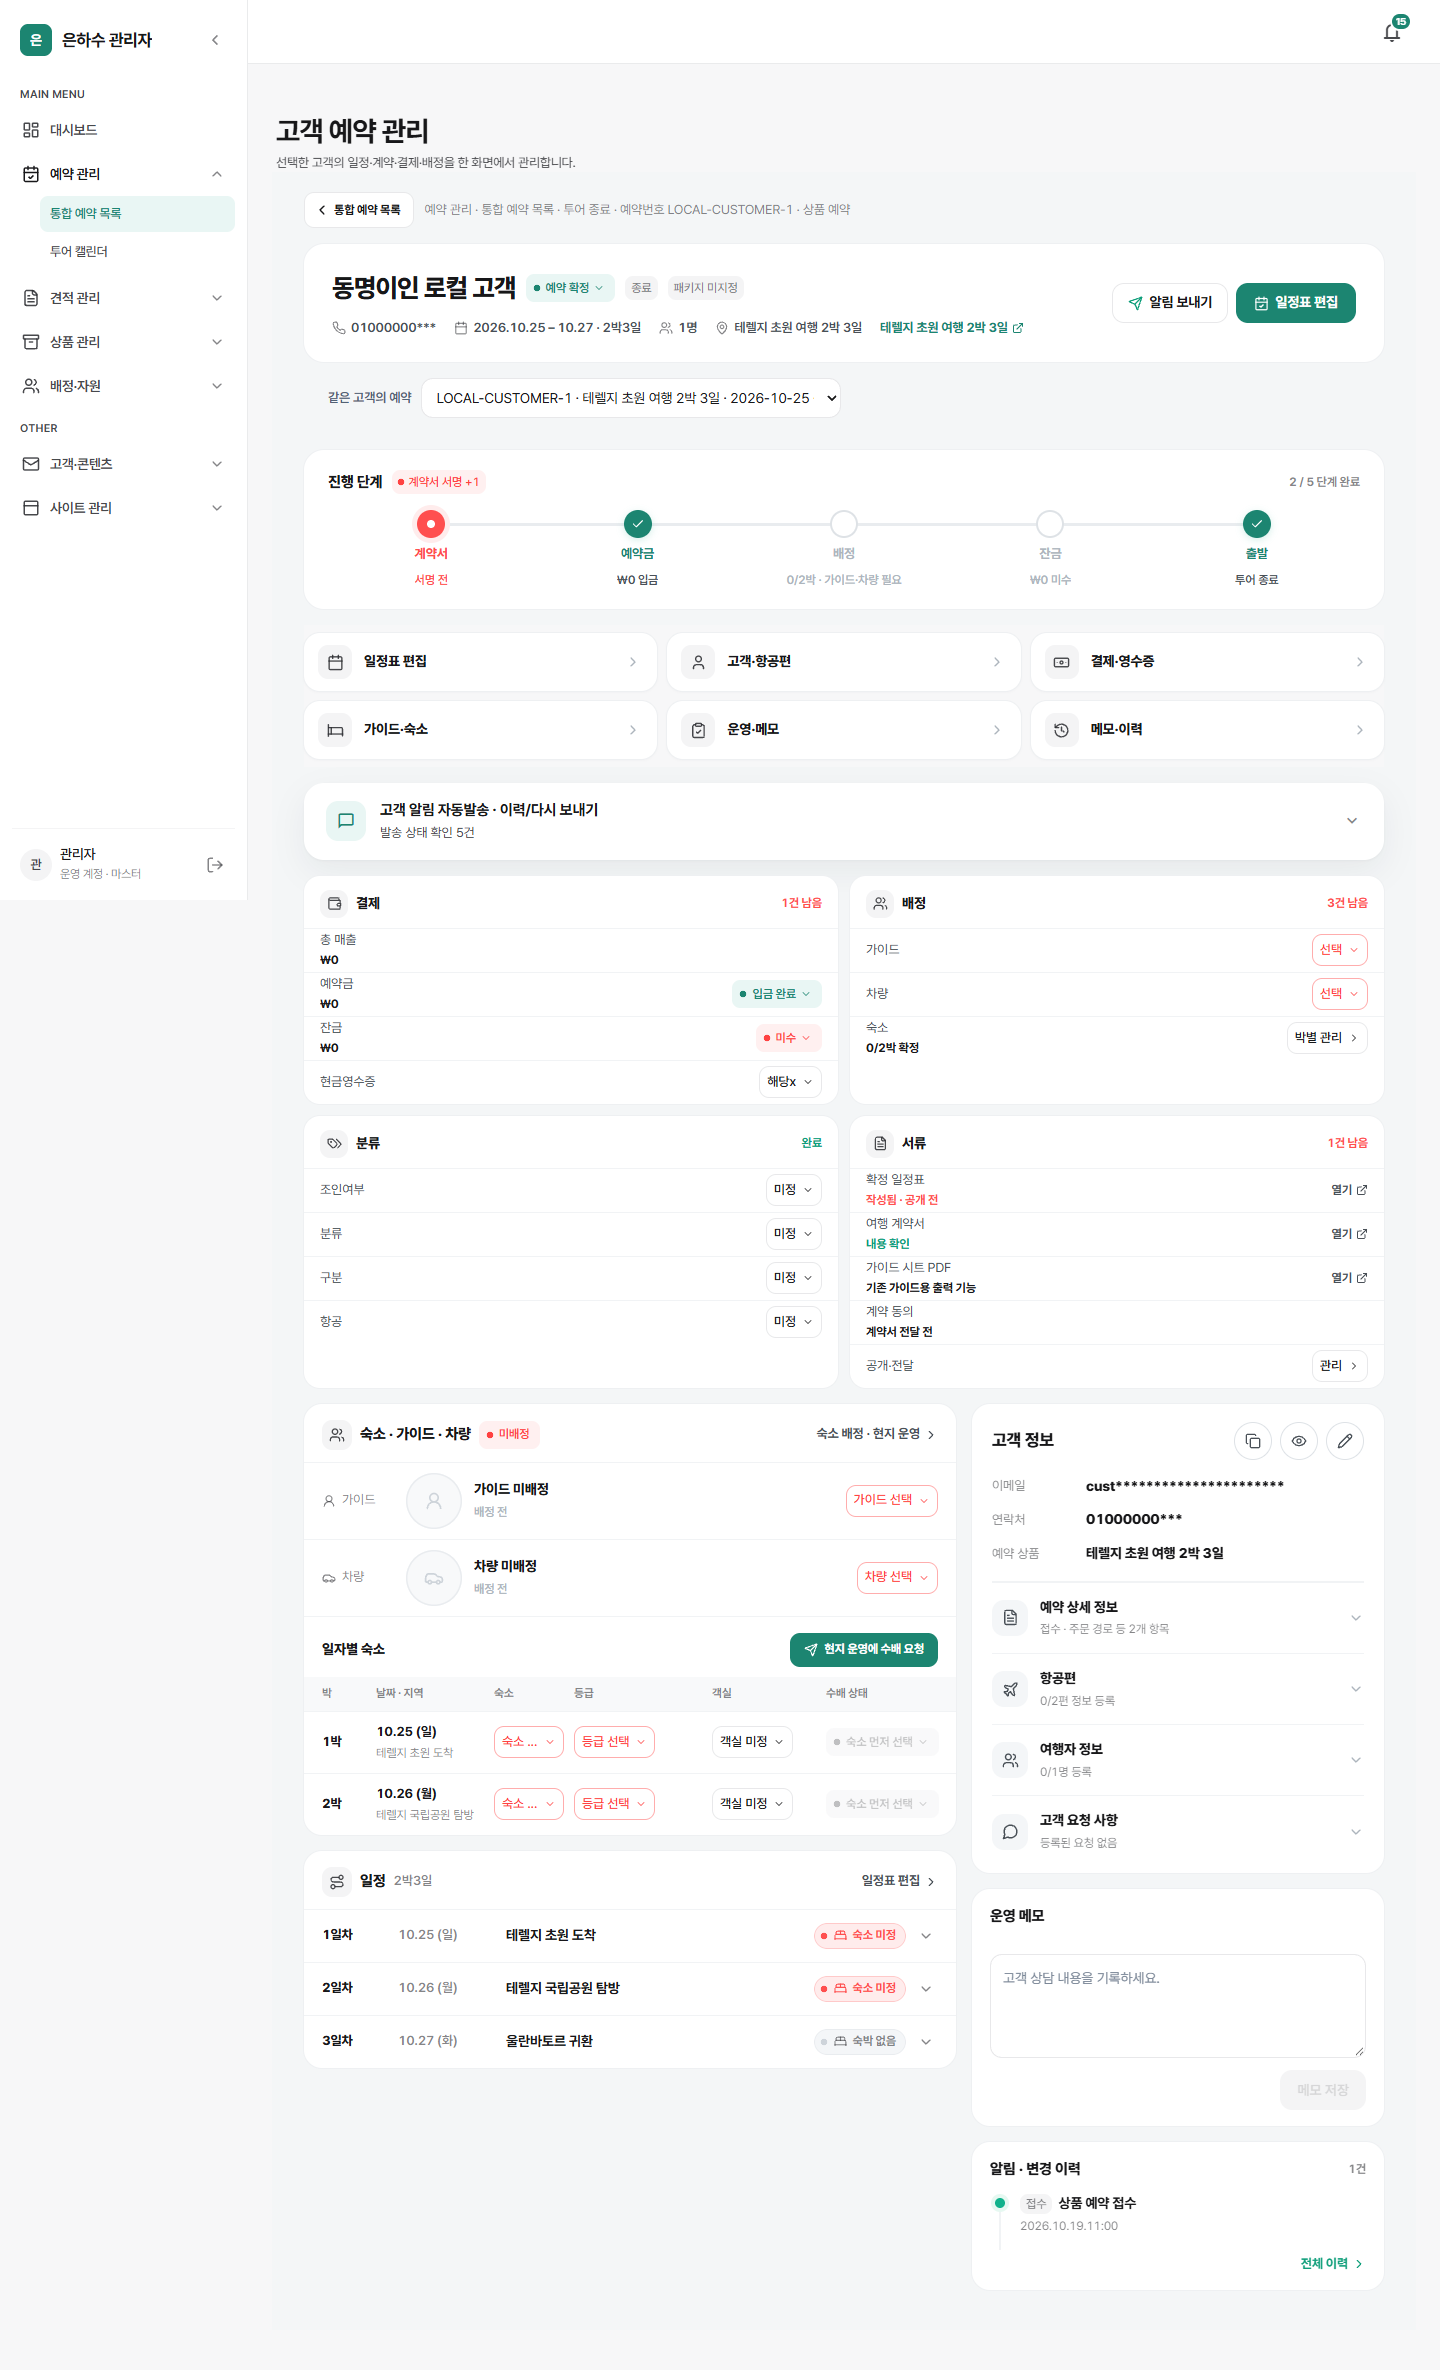 은 은하수 관리자
15
MAIN MENU
대시보드
예약 관리
통합 예약 목록
투어 캘린더
견적 관리
상품 관리
배정·자원
OTHER
고객·콘텐츠
사이트 관리
관 관리자
운영 계정 · 마스터
고객 예약 관리
선택한 고객의 일정·계약·결제·배정을 한 화면에서 관리합니다.
통합 예약 목록 예약 관리 · 통합 예약 목록 · 투어 종료 · 예약번호 LOCAL-CUSTOMER-1 · 상품 예약
동명이인 로컬 고객 예약 확정 종료 패키지 미지정
01000000*** 2026.10.25 – 10.27 · 2박3일 1명 테렐지 초원 여행 2박 3일 테렐지 초원 여행 2박 3일
알림 보내기 일정표 편집
같은 고객의 예약 LOCAL-CUSTOMER-1 · 테렐지 초원 여행 2박 3일 · 2026-10-25
진행 단계 계약서 서명 +1 2 / 5 단계 완료
계약서 예약금 배정 잔금 출발
서명 전 ₩0 입금 0/2박 · 가이드·차량 필요 ₩0 미수 투어 종료
일정표 편집 고객·항공편 결제·영수증
가이드·숙소 운영·메모 메모·이력
고객 알림 자동발송 · 이력/다시 보내기
발송 상태 확인 5건
결제 1건 남음
총 매출
₩0
예약금
₩0 입금 완료
잔금
₩0 미수
현금영수증 해당x
배정 3건 남음
가이드 선택
차량 선택
숙소
0/2박 확정 박별 관리
분류 완료
조인여부 미정
분류 미정
구분 미정
항공 미정
서류 1건 남음
확정 일정표
작성됨 · 공개 전 열기
여행 계약서
내용 확인 열기
가이드 시트 PDF
기존 가이드용 출력 기능 열기
계약 동의
계약서 전달 전
공개·전달 관리
숙소 · 가이드 · 차량 미배정 숙소 배정 · 현지 운영
가이드 가이드 미배정
배정 전 가이드 선택
차량 차량 미배정
배정 전 차량 선택
일자별 숙소 현지 운영에 수배 요청
박 날짜 · 지역 숙소 등급 객실 수배 상태
1박 10.25 (일) 숙소 ... 등급 선택 객실 미정 숙소 먼저 선택
테렐지 초원 도착
2박 10.26 (월) 숙소 ... 등급 선택 객실 미정 숙소 먼저 선택
테렐지 국립공원 탐방
일정 2박3일 일정표 편집
1일차 10.25 (일) 테렐지 초원 도착 숙소 미정
2일차 10.26 (월) 테렐지 국립공원 탐방 숙소 미정
3일차 10.27 (화) 울란바토르 귀환 숙박 없음
고객 정보
이메일 cust**********************
연락처 01000000***
예약 상품 테렐지 초원 여행 2박 3일
예약 상세 정보
접수 · 주문 경로 등 2개 항목
항공편
0/2편 정보 등록
여행자 정보
0/1명 등록
고객 요청 사항
등록된 요청 없음
운영 메모
고객 상담 내용을 기록하세요.
메모 저장
알림 · 변경 이력 1건
접수 상품 예약 접수
2026.10.19.11:00
전체 이력